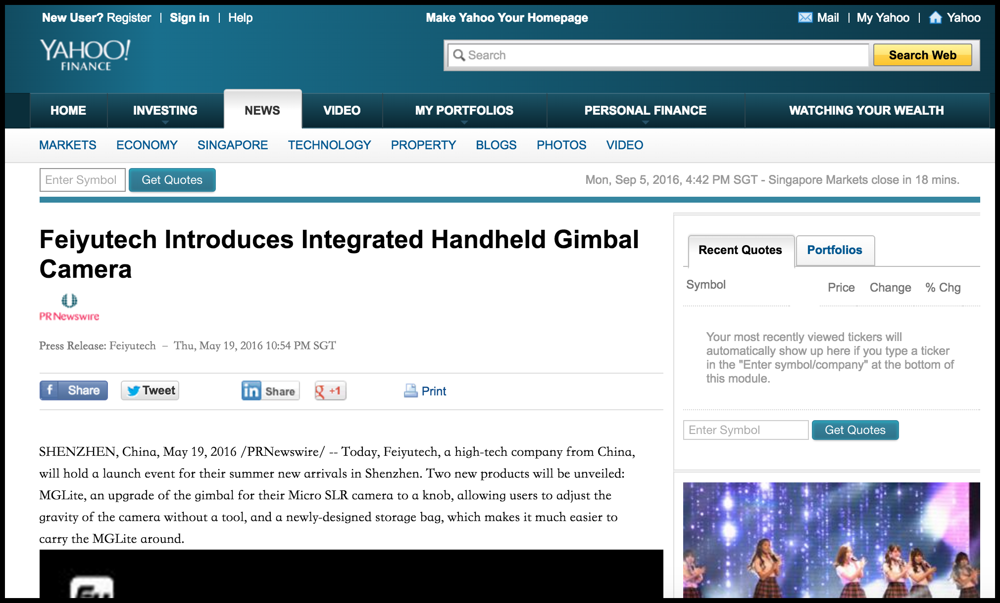 New User? Register | Sign in | Help
Make Yahoo Your Homepage
Mail | My Yahoo | Yahoo
YAHOO!
FINANCE
Search
Search Web
HOME
INVESTING
NEWS
VIDEO
MY PORTFOLIOS
PERSONAL FINANCE
WATCHING YOUR WEALTH
MARKETS
ECONOMY
SINGAPORE
TECHNOLOGY
PROPERTY
BLOGS
PHOTOS
VIDEO
Enter Symbol
Get Quotes
Mon, Sep 5, 2016, 4:42 PM SGT - Singapore Markets close in 18 mins.
Feiyutech Introduces Integrated Handheld Gimbal
Camera
PR Newswire
Press Release: Feiyutech – Thu, May 19, 2016 10:54 PM SGT
f Share
Tweet
in Share
g +1
Print
SHENZHEN, China, May 19, 2016 /PRNewswire/ -- Today, Feiyutech, a high-tech company from China,
will hold a launch event for their summer new arrivals in Shenzhen. Two new products will be unveiled:
MGLite, an upgrade of the gimbal for their Micro SLR camera to a knob, allowing users to adjust the
gravity of the camera without a tool, and a newly-designed storage bag, which makes it much easier to
carry the MGLite around.
Recent Quotes
Portfolios
Symbol
Price
Change
% Chg
Your most recently viewed tickers will
automatically show up here if you type a ticker
in the "Enter symbol/company" at the bottom of
this module.
Enter Symbol
Get Quotes